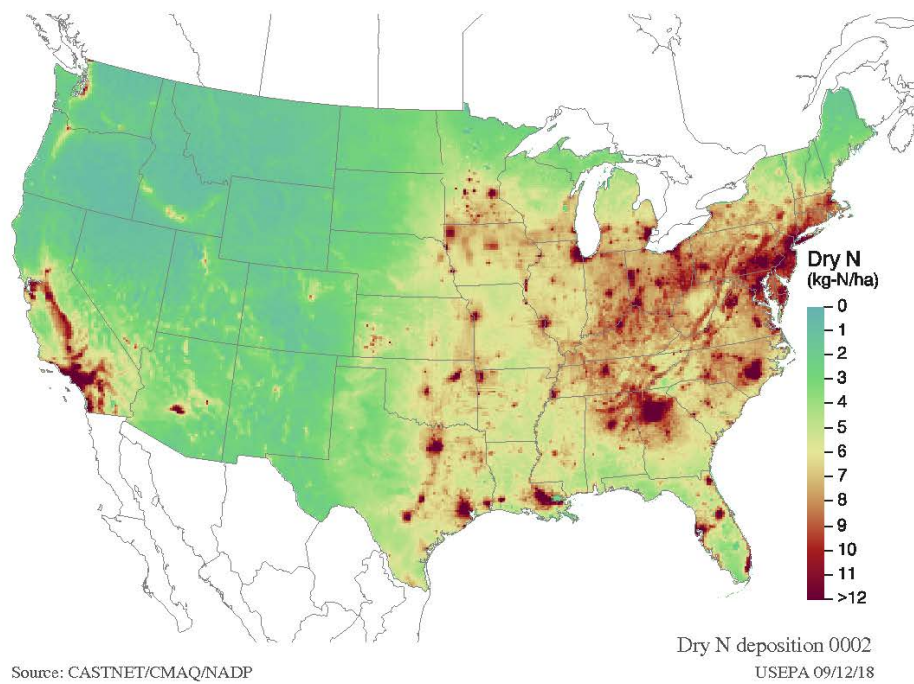 Dry N
(kg-N/ha)
0
1
2
3
4
5
6
7
8
9
10
11
>12
Dry N deposition 0002
Source: CASTNET/CMAQ/NADP
USEPA 09/12/18